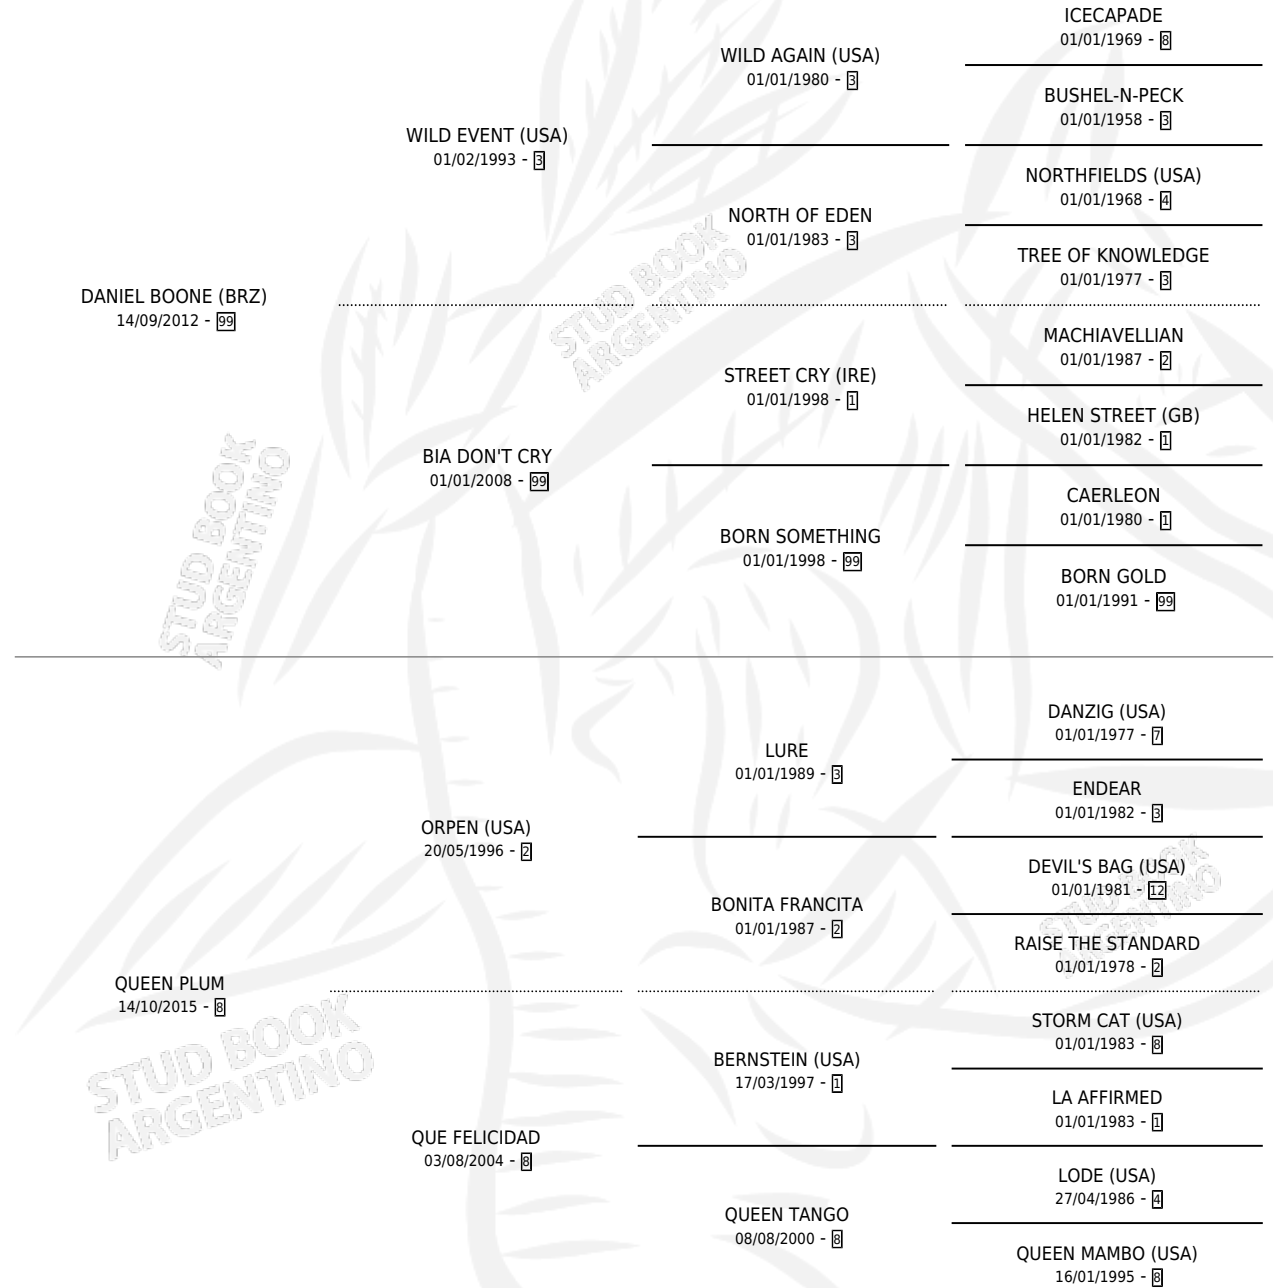 ICECAPADE
01/01/1969 - 8
WILD AGAIN (USA)
01/01/1980 - 3
BUSHEL-N-PECK
01/01/1958 - 3
WILD EVENT (USA)
01/02/1993 - 3
NORTHFIELDS (USA)
01/01/1968 - 4
NORTH OF EDEN
01/01/1983 - 3
TREE OF KNOWLEDGE
01/01/1977 - 3
DANIEL BOONE (BRZ)
14/09/2012 - 99
MACHIAVELLIAN
01/01/1987 - 2
STREET CRY (IRE)
01/01/1998 - 1
HELEN STREET (GB)
01/01/1982 - 1
BIA DON'T CRY
01/01/2008 - 99
CAERLEON
01/01/1980 - 1
BORN SOMETHING
01/01/1998 - 99
BORN GOLD
01/01/1991 - 99
DANZIG (USA)
01/01/1977 - 7
LURE
01/01/1989 - 3
ENDEAR
01/01/1982 - 3
ORPEN (USA)
20/05/1996 - 2
DEVIL'S BAG (USA)
01/01/1981 - 12
BONITA FRANCITA
01/01/1987 - 2
RAISE THE STANDARD
01/01/1978 - 2
QUEEN PLUM
14/10/2015 - 8
STORM CAT (USA)
01/01/1983 - 8
BERNSTEIN (USA)
17/03/1997 - 1
LA AFFIRMED
01/01/1983 - 1
QUE FELICIDAD
03/08/2004 - 8
LODE (USA)
27/04/1986 - 4
QUEEN TANGO
08/08/2000 - 8
QUEEN MAMBO (USA)
16/01/1995 - 8
STUD BOOK
ARGENTINO
STUD BOOK
ARGENTINO
STUD BOOK
ARGENTINO
STUD BOOK
ARGENTINO